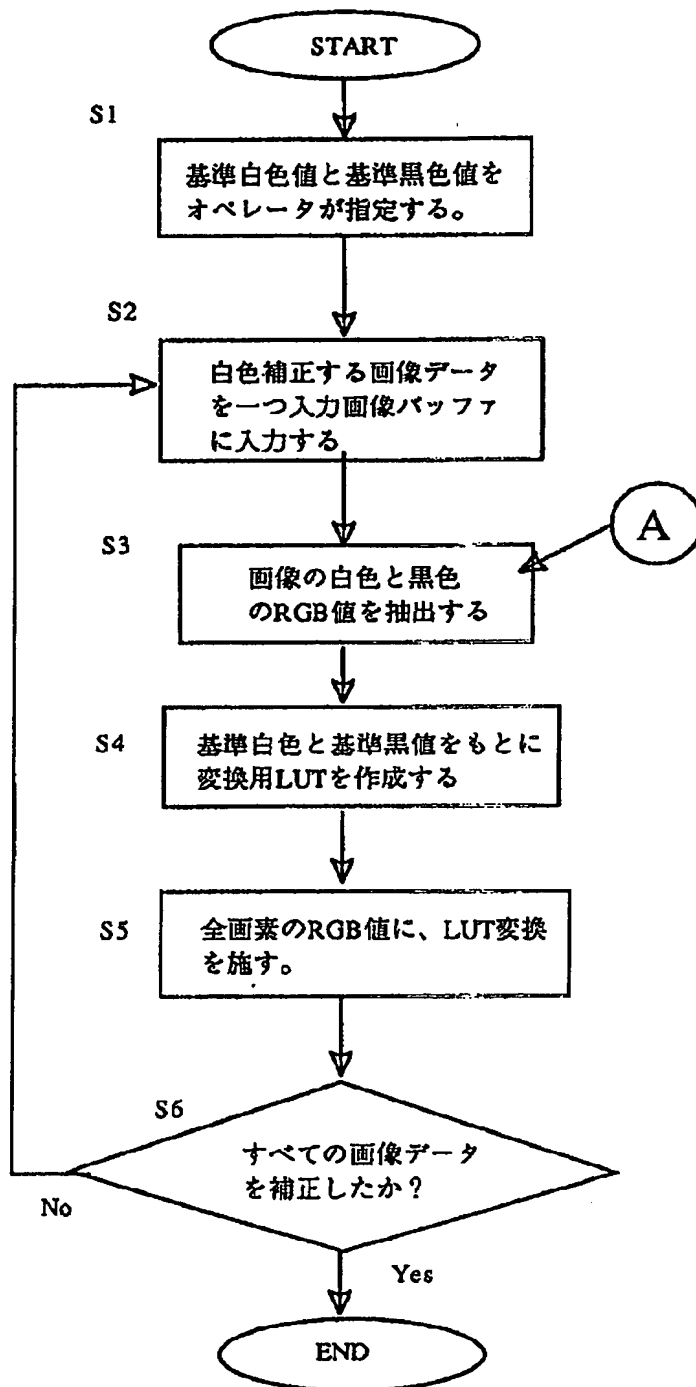 START
S1
基準白色値と基準黒色値を
オペレータが指定する。
S2
白色補正する画像データ
を一つ入力画像バッファ
に入力する
A
S3
画像の白色と黒色
のRGB値を抽出する
S4
基準白色と基準黒値をもとに
変換用LUTを作成する
S5
全画素のRGB値に、LUT変換
を施す。
S6
すべての画像データ
を補正したか？
No
Yes
END